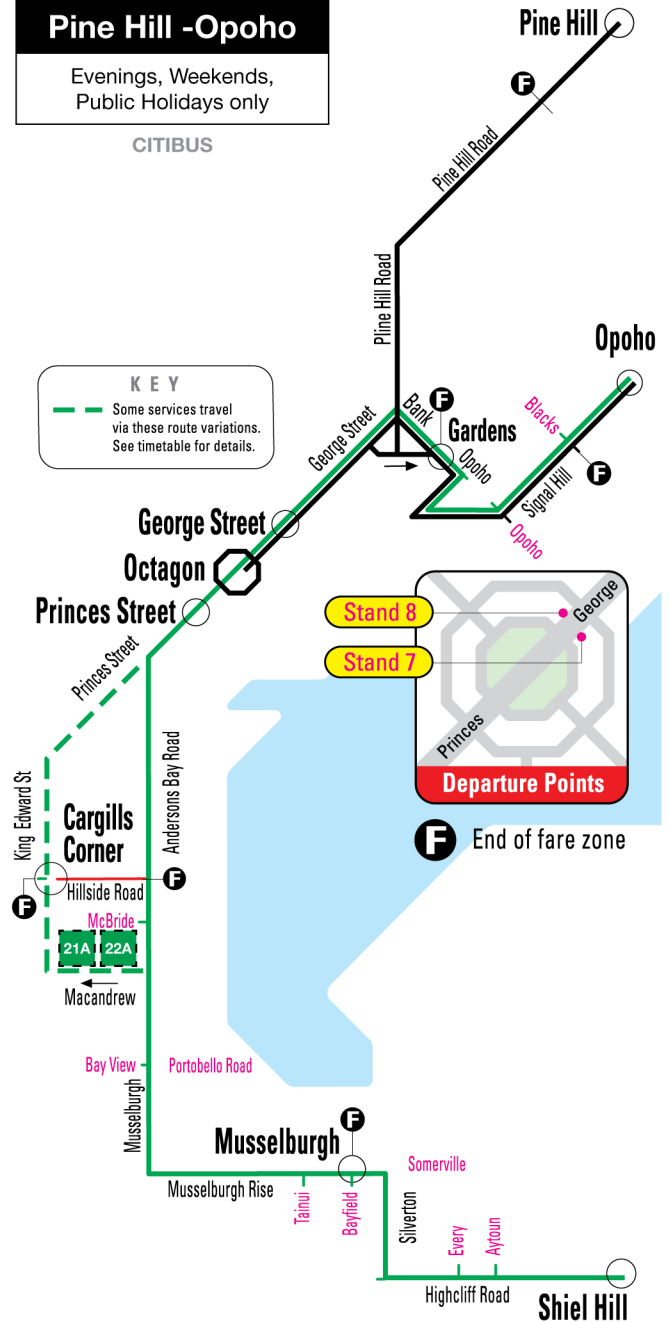 Pine Hill -Opoho
Evenings, Weekends,
Public Holidays only
CITIBUS
Pine Hill
F
Pine Hill Road
Pline Hill Road
Opoho
KEY
Some services travel
via these route variations.
See timetable for details.
F
Bank
Gardens
Opoho
Blacks
F
Signal Hill
Opoho
George Street
George Street
Octagon
Princes Street
Princes Street
Stand 8
Stand 7
George
Princes
Departure Points
F End of fare zone
King Edward St
Andersons Bay Road
Cargills
Corner
F
Hillside Road
F
McBride
21A
22A
Macandrew
Bay View
Portobello Road
Musselburgh
F
Musselburgh
Somerville
Musselburgh Rise
Tainui
Bayfield
Silverton
Every
Aytoun
Highcliff Road
Shiel Hill